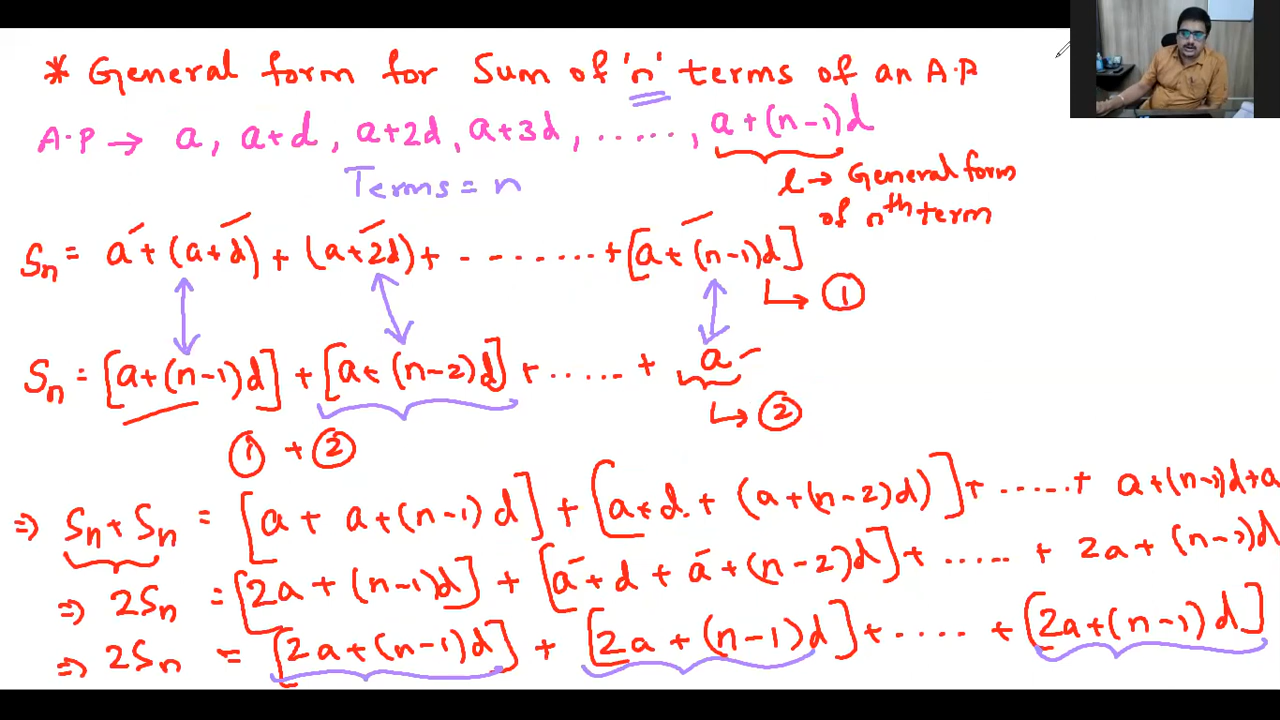 * General form for Sum of 'n' terms of an A.P
A.P → a, a+d, a+2d, a+3d, ......, a+(n-1)d
Terms = n
l → General form of nth term
Sn = a + (a+d) + (a+2d) + - ...... + [a+(n-1)d]
↳ ①
Sn = [a+(n-1)d] + [a+(n-2)d] + ...... + a
↳ ②
① + ②
⇒ Sn + Sn = [a + a+(n-1)d] + [a+d + (a+(n-2)d)] + ...... + a+(n-1)d+a
⇒ 2Sn = [2a + (n-1)d] + [a+d + a+(n-2)d] + ...... + 2a + (n-1)d
⇒ 2Sn = [2a+(n-1)d] + [2a + (n-1)d] + .... + [2a+(n-1)d]